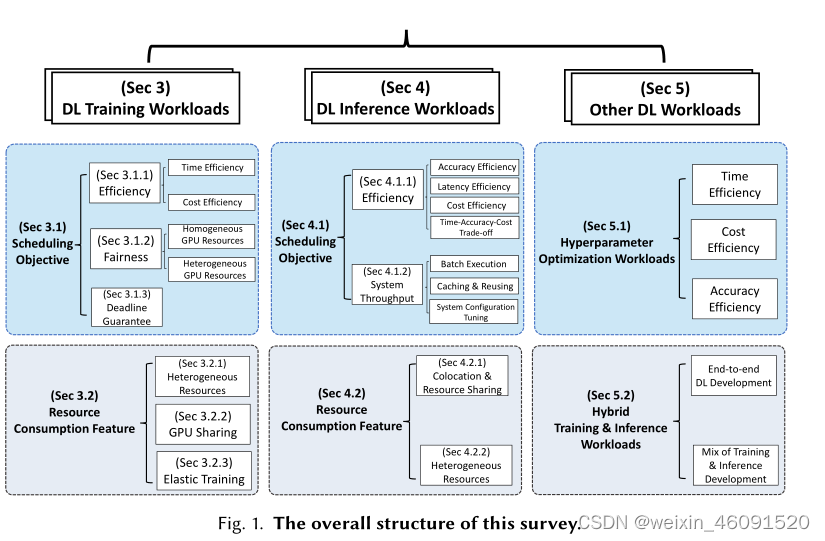 (Sec 3)
DL Training Workloads
(Sec 4)
DL Inference Workloads
(Sec 5)
Other DL Workloads
(Sec 3.1)
Scheduling
Objective
(Sec 3.1.1)
Efficiency
Time Efficiency
Cost Efficiency
(Sec 3.1.2)
Fairness
Homogeneous
GPU Resources
Heterogeneous
GPU Resources
(Sec 3.1.3)
Deadline
Guarantee
(Sec 4.1)
Scheduling
Objective
(Sec 4.1.1)
Efficiency
Accuracy Efficiency
Latency Efficiency
Cost Efficiency
Time-Accuracy-Cost
Trade-off
(Sec 4.1.2)
System
Throughput
Batch Execution
Caching & Reusing
System Configuration
Tuning
(Sec 5.1)
Hyperparameter
Optimization Workloads
Time
Efficiency
Cost
Efficiency
Accuracy
Efficiency
(Sec 3.2)
Resource
Consumption Feature
(Sec 3.2.1)
Heterogeneous
Resources
(Sec 3.2.2)
GPU Sharing
(Sec 3.2.3)
Elastic Training
(Sec 4.2)
Resource
Consumption Feature
(Sec 4.2.1)
Colocation &
Resource Sharing
(Sec 4.2.2)
Heterogeneous
Resources
(Sec 5.2)
Hybrid
Training & Inference
Workloads
End-to-end
DL Development
Mix of Training
& Inference
Development
Fig. 1. The overall structure of this survey.
CSDN @weixin_46091520